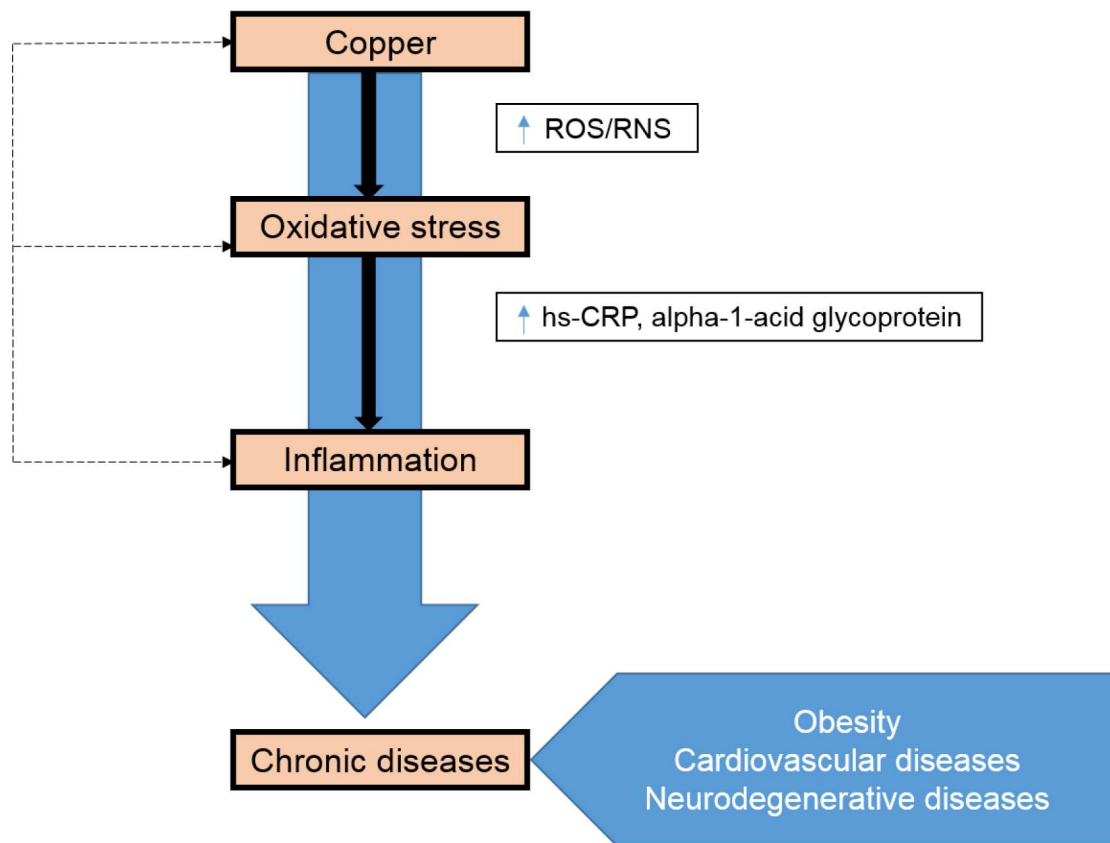 Copper
↑ ROS/RNS
Oxidative stress
↑ hs-CRP, alpha-1-acid glycoprotein
Inflammation
Chronic diseases
Obesity
Cardiovascular diseases
Neurodegenerative diseases